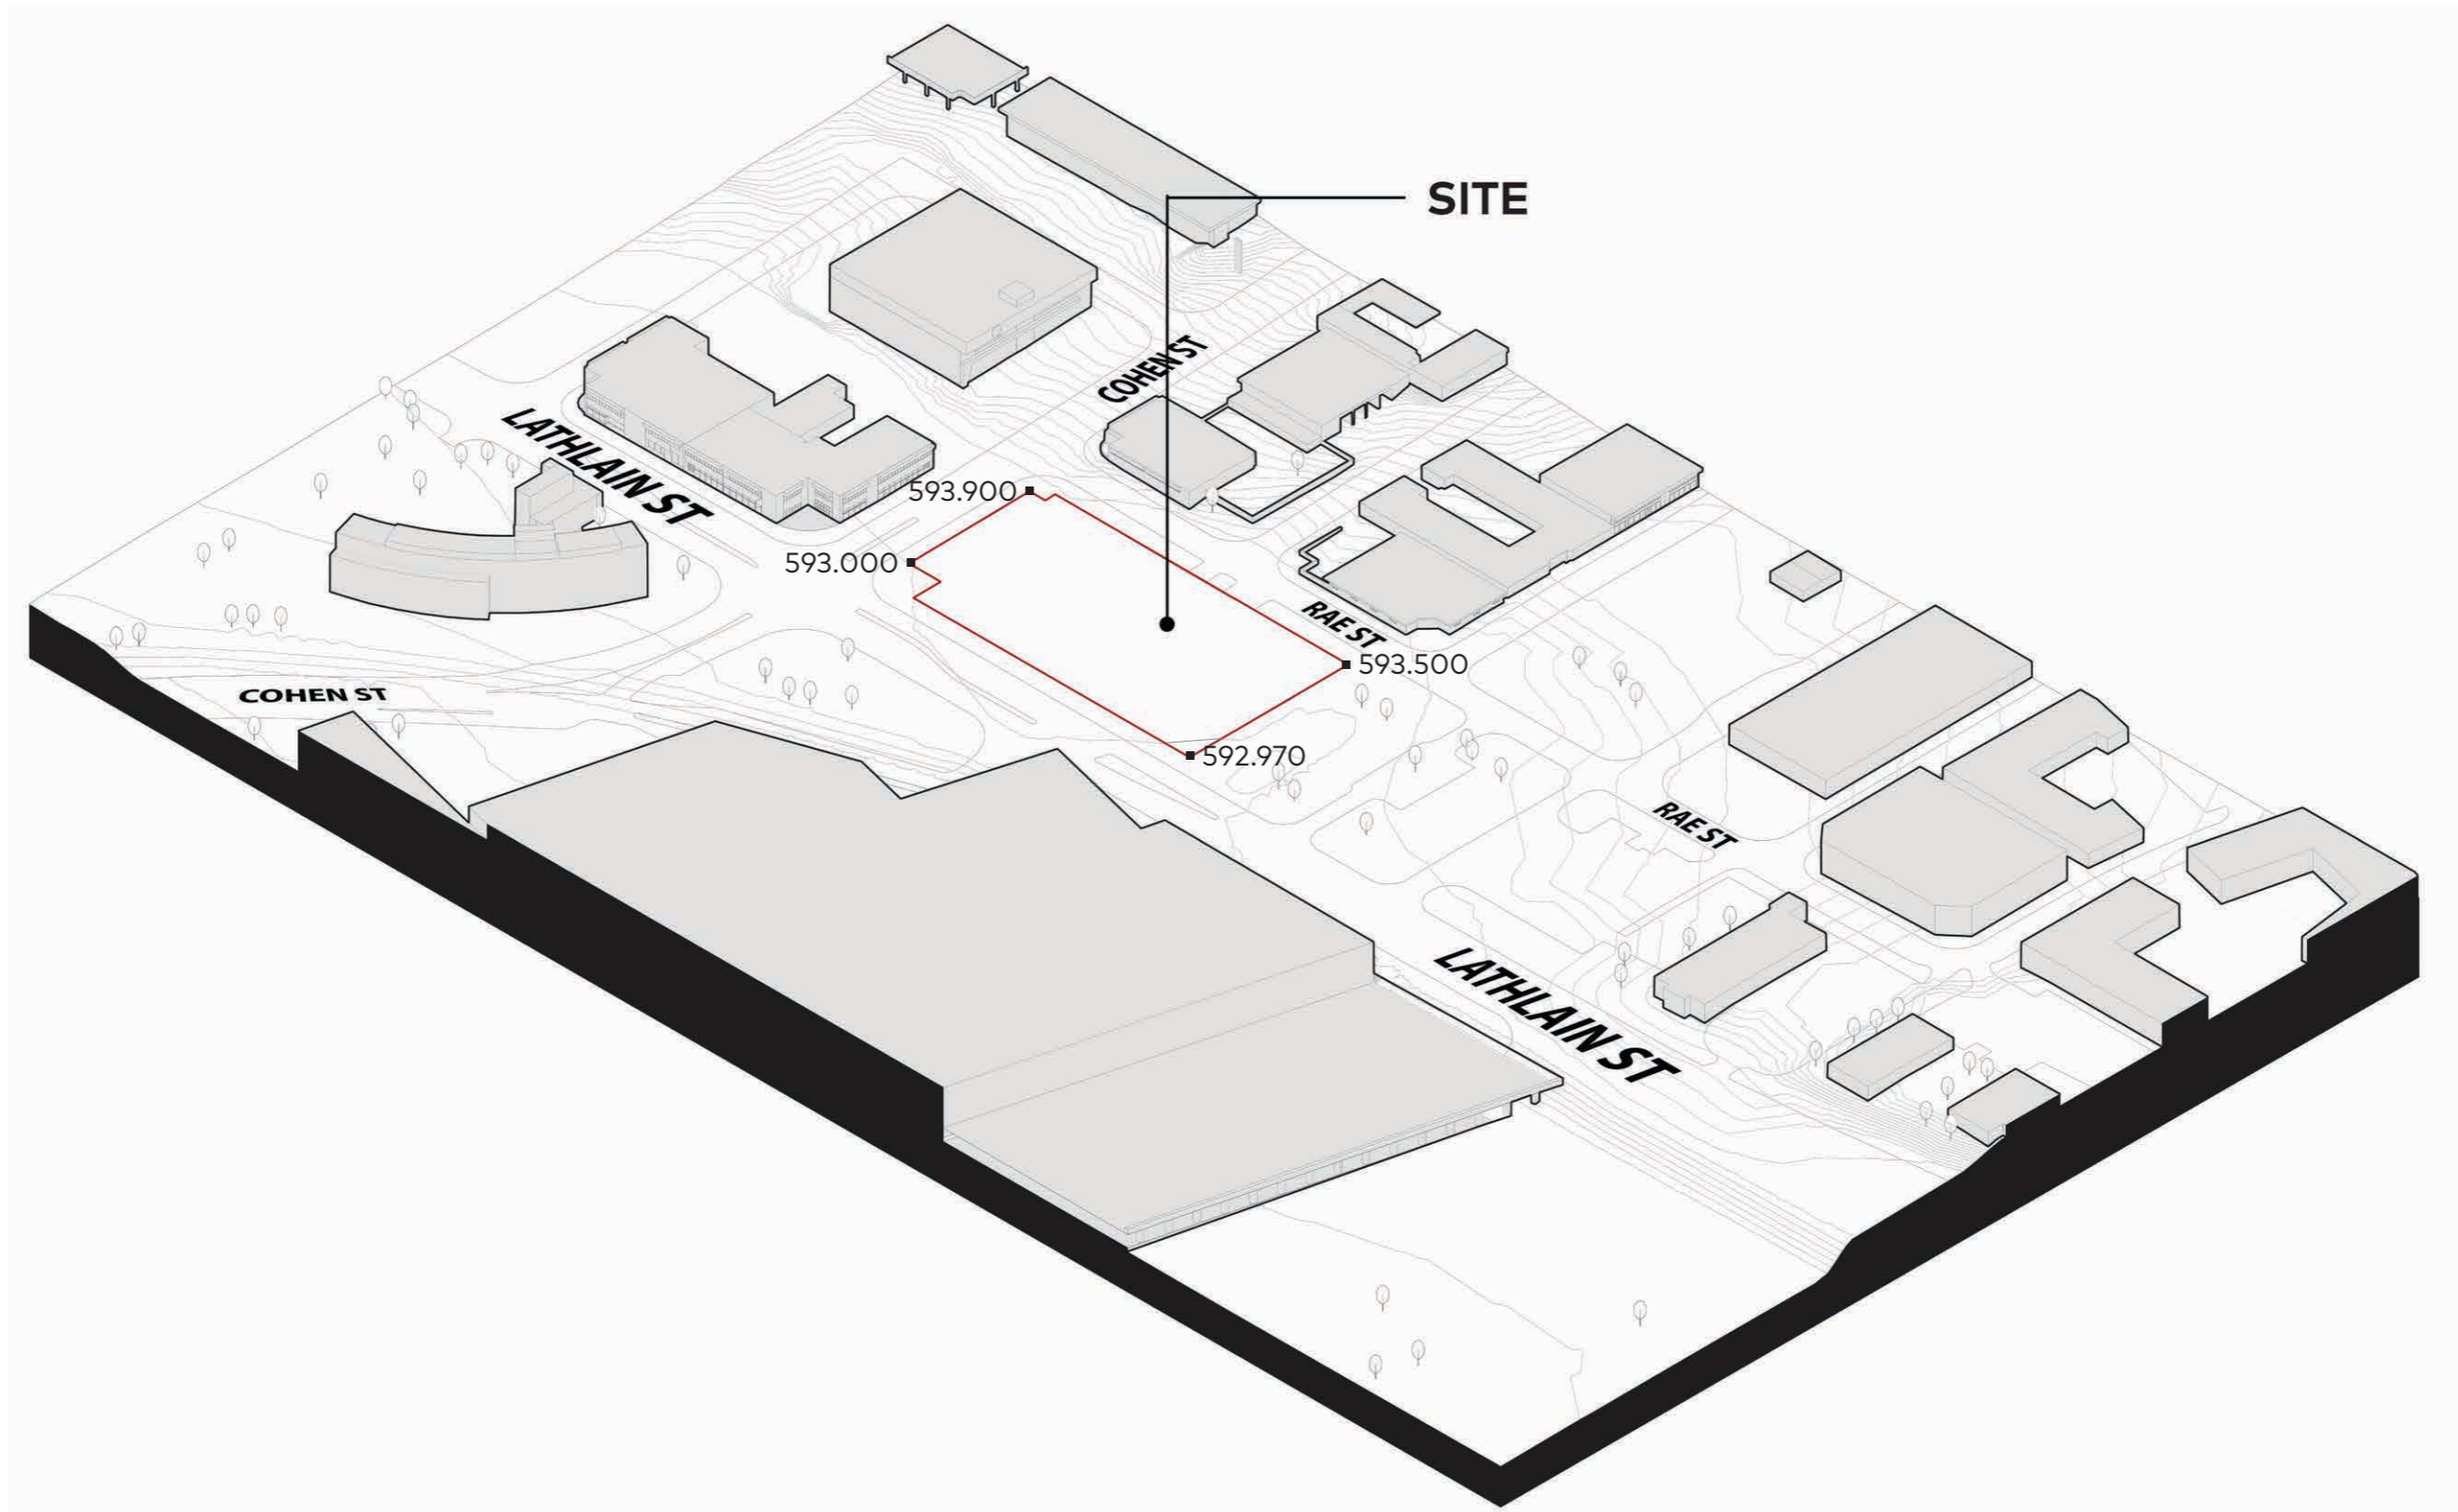 SITE
COHEN ST
LATHLAIN ST
593.900
593.000
RAE ST
593.500
COHEN ST
592.970
RAE ST
LATHLAIN ST